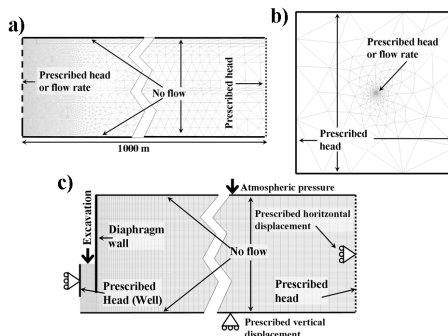 a)
Prescribed head
or flow rate
No flow
Prescribed head
1000 m
b)
Prescribed head
or flow rate
Prescribed
head
c)
Excavation
Diaphragm
wall
Prescribed
Head (Well)
Atmospheric pressure
Prescribed horitzontal
displacement
No flow
Prescribed
head
Prescribed vertical
displacement